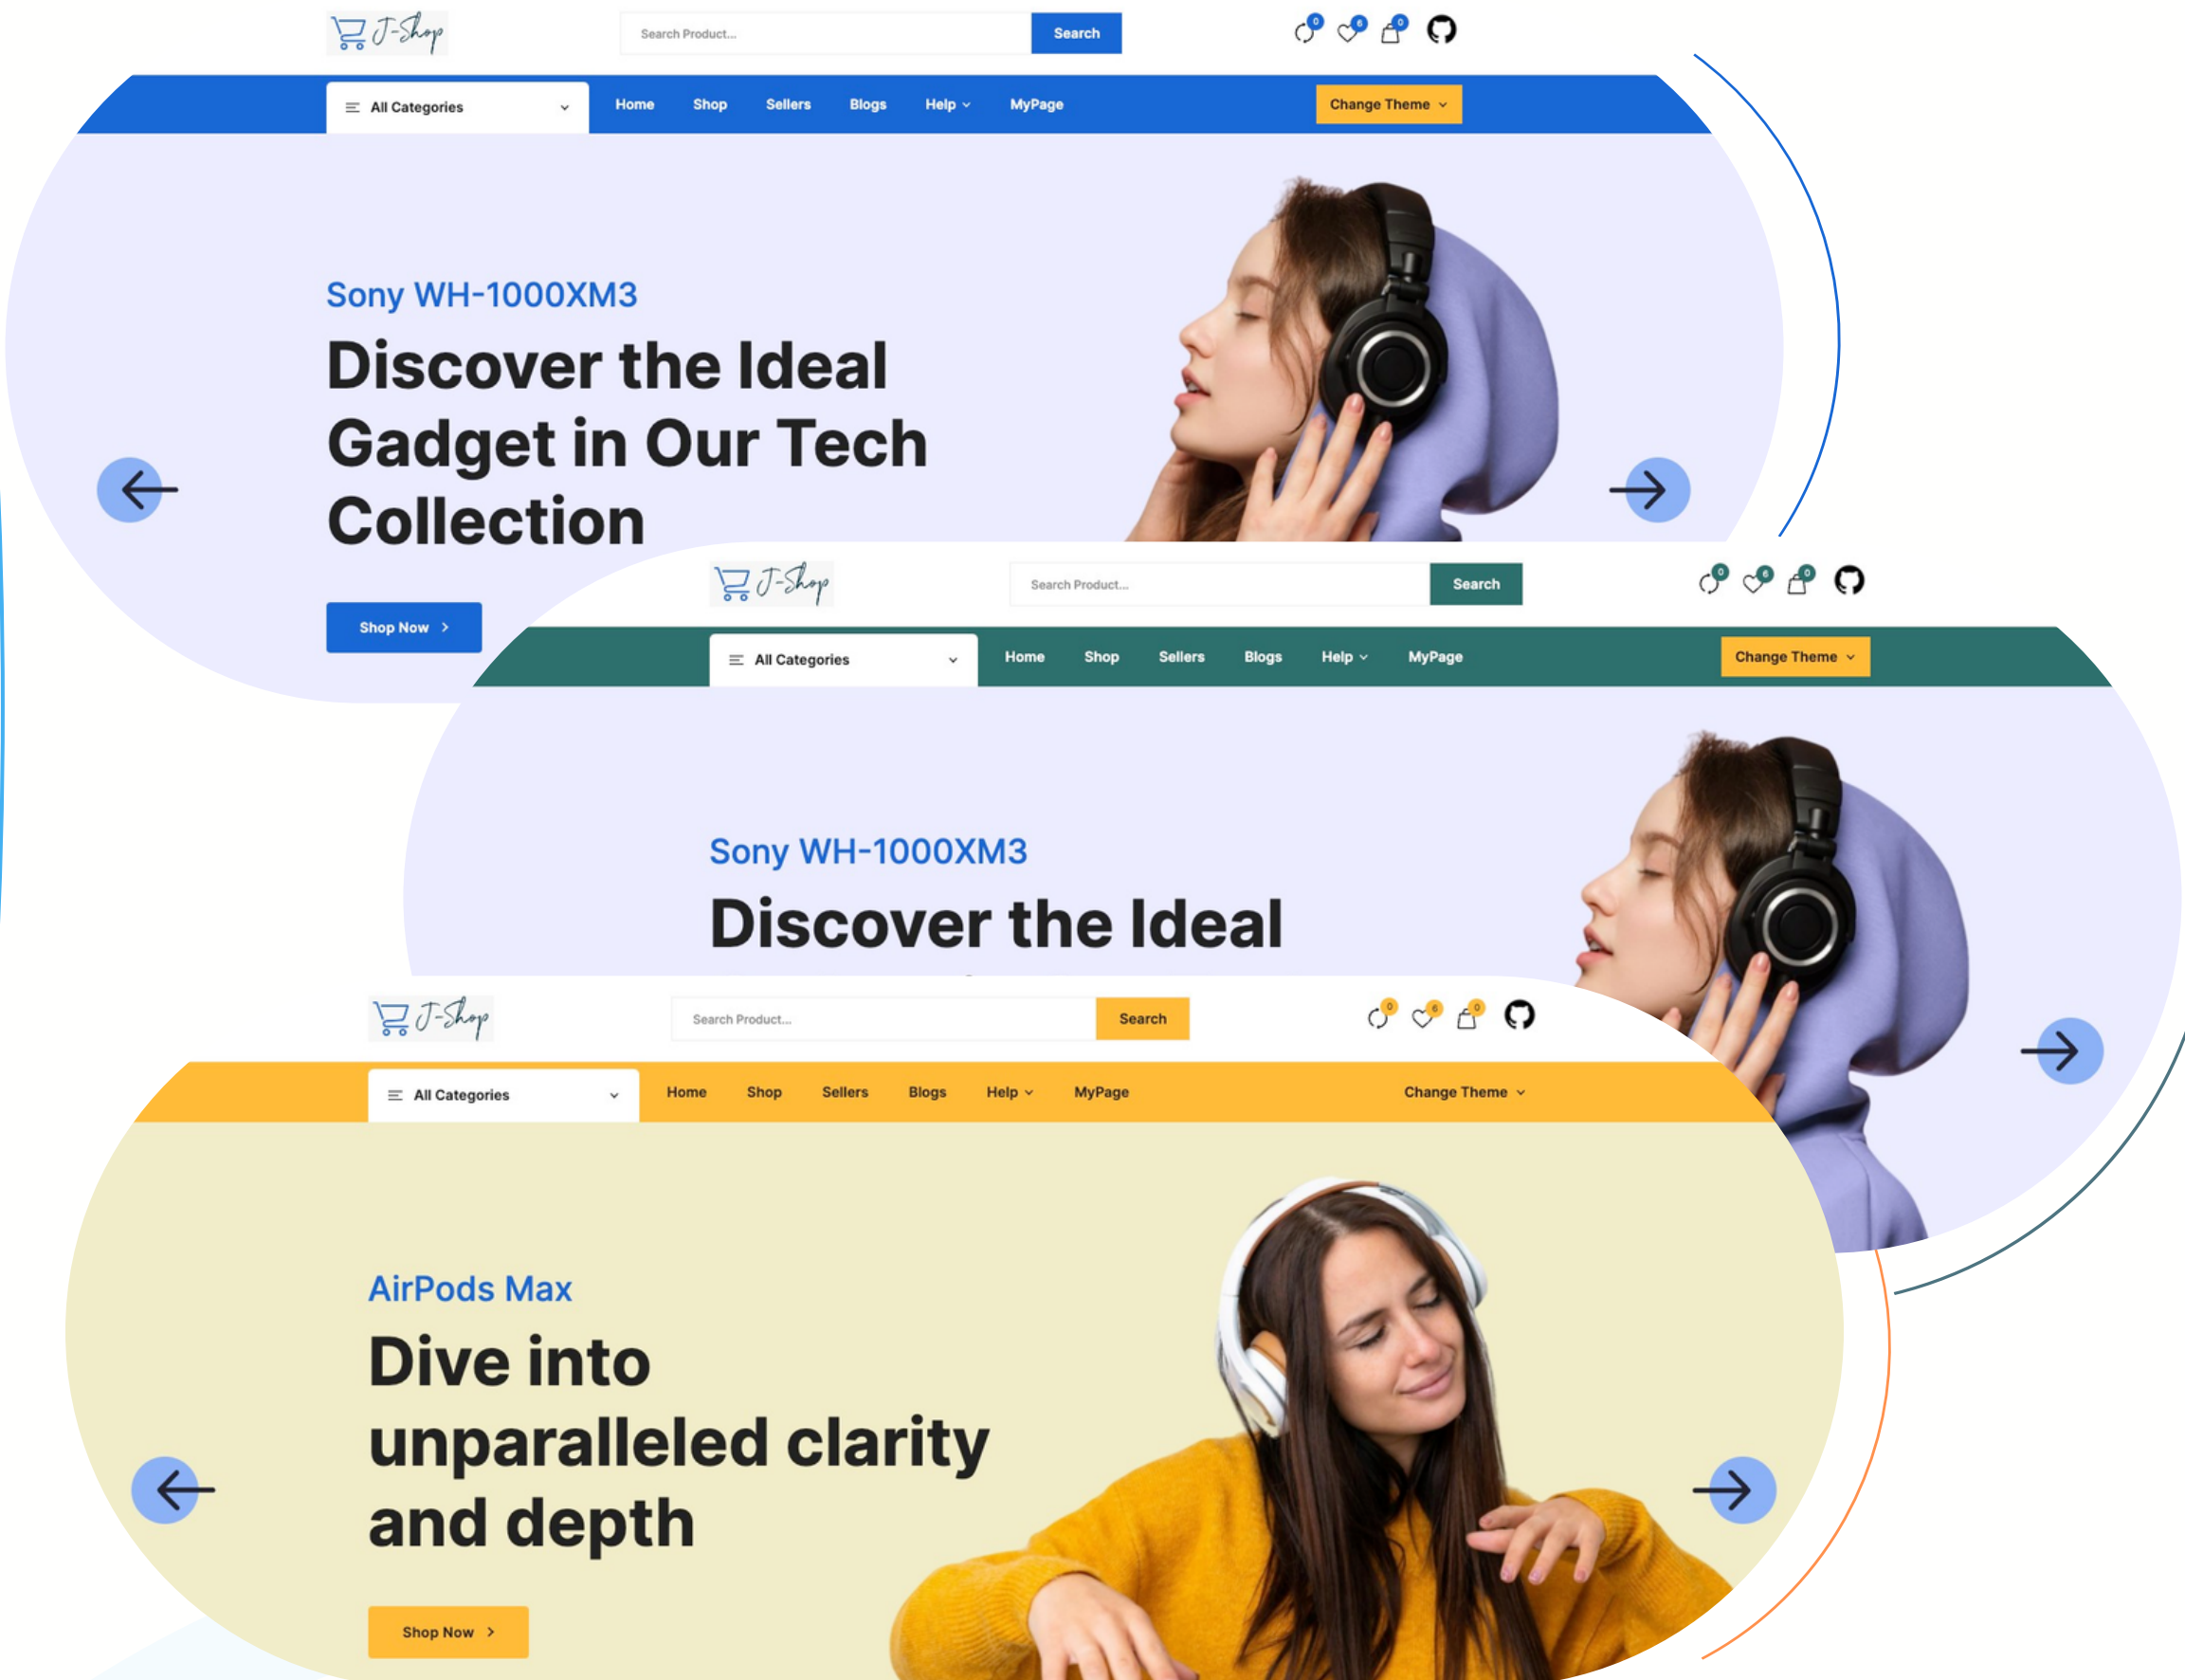 J-Shop
Search Product...
Search
0
6
0
All Categories
Home
Shop
Sellers
Blogs
Help
MyPage
Change Theme
Sony WH-1000XM3
Discover the Ideal
Gadget in Our Tech
Collection
Shop Now
J-Shop
Search Product...
Search
0
6
0
All Categories
Home
Shop
Sellers
Blogs
Help
MyPage
Change Theme
Sony WH-1000XM3
Discover the Ideal
J-Shop
Search Product...
Search
0
6
0
All Categories
Home
Shop
Sellers
Blogs
Help
MyPage
Change Theme
AirPods Max
Dive into
unparalleled clarity
and depth
Shop Now